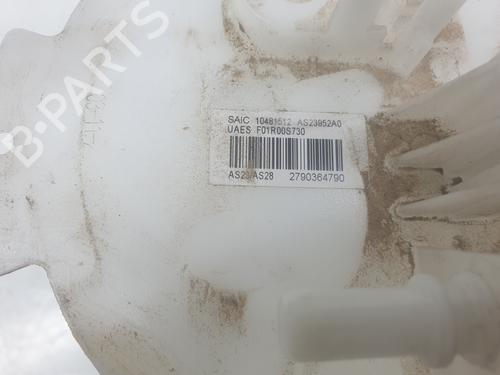 B-PARTS
SAIC 10481512 AS23952A0
UAES F01R00S730
AS23/AS28 2790364790